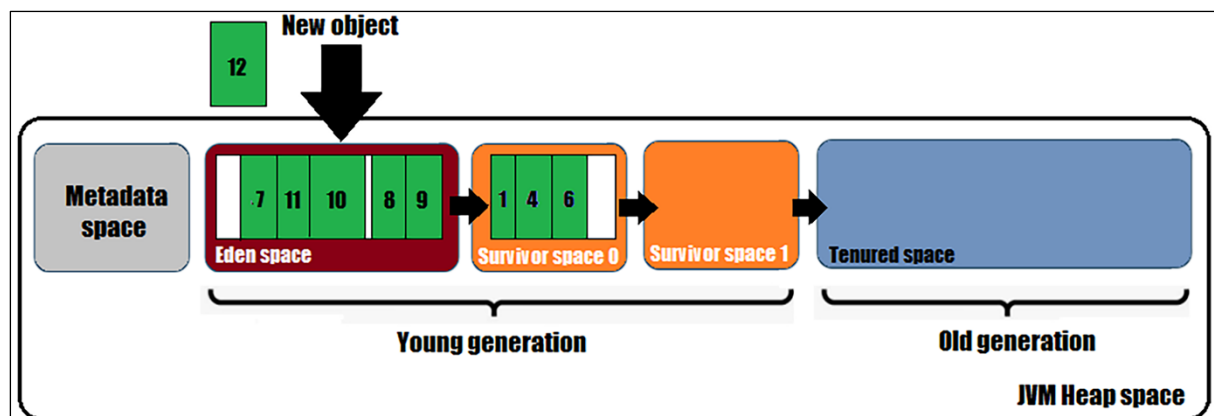 New object
12
Metadata
space
.7 11 10 8 9
Eden space
1 4 6
Survivor space 0
Survivor space 1
Tenured space
Young generation
Old generation
JVM Heap space